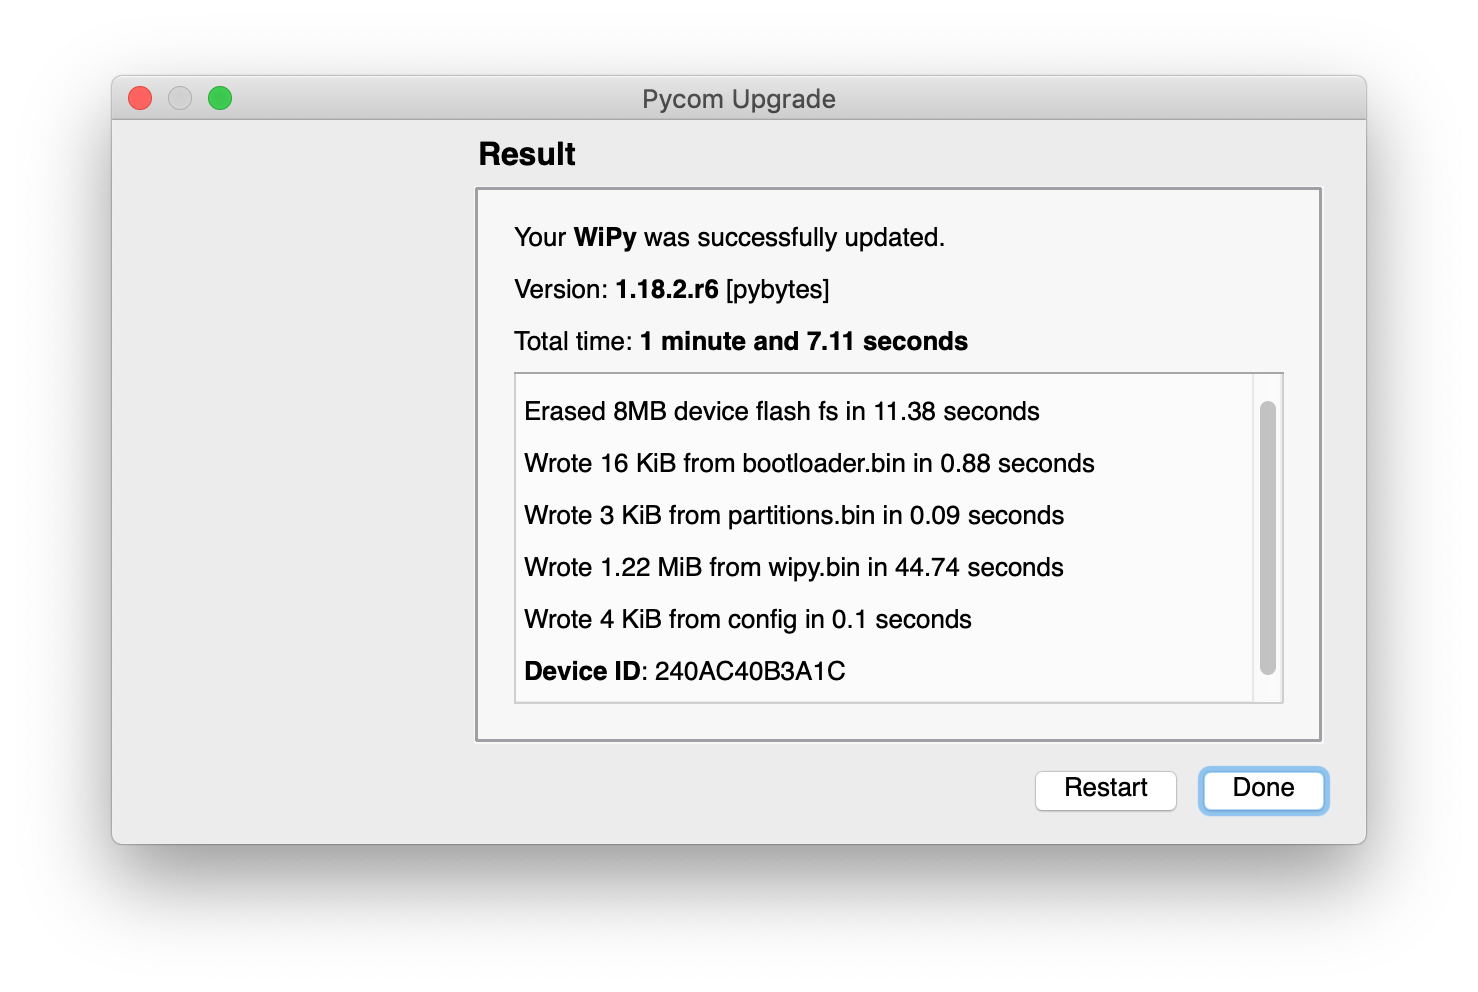 Pycom Upgrade
Result
Your WiPy was successfully updated.
Version: 1.18.2.r6 [pybytes]
Total time: 1 minute and 7.11 seconds
Erased 8MB device flash fs in 11.38 seconds
Wrote 16 KiB from bootloader.bin in 0.88 seconds
Wrote 3 KiB from partitions.bin in 0.09 seconds
Wrote 1.22 MiB from wipy.bin in 44.74 seconds
Wrote 4 KiB from config in 0.1 seconds
Device ID: 240AC40B3A1C
Restart Done